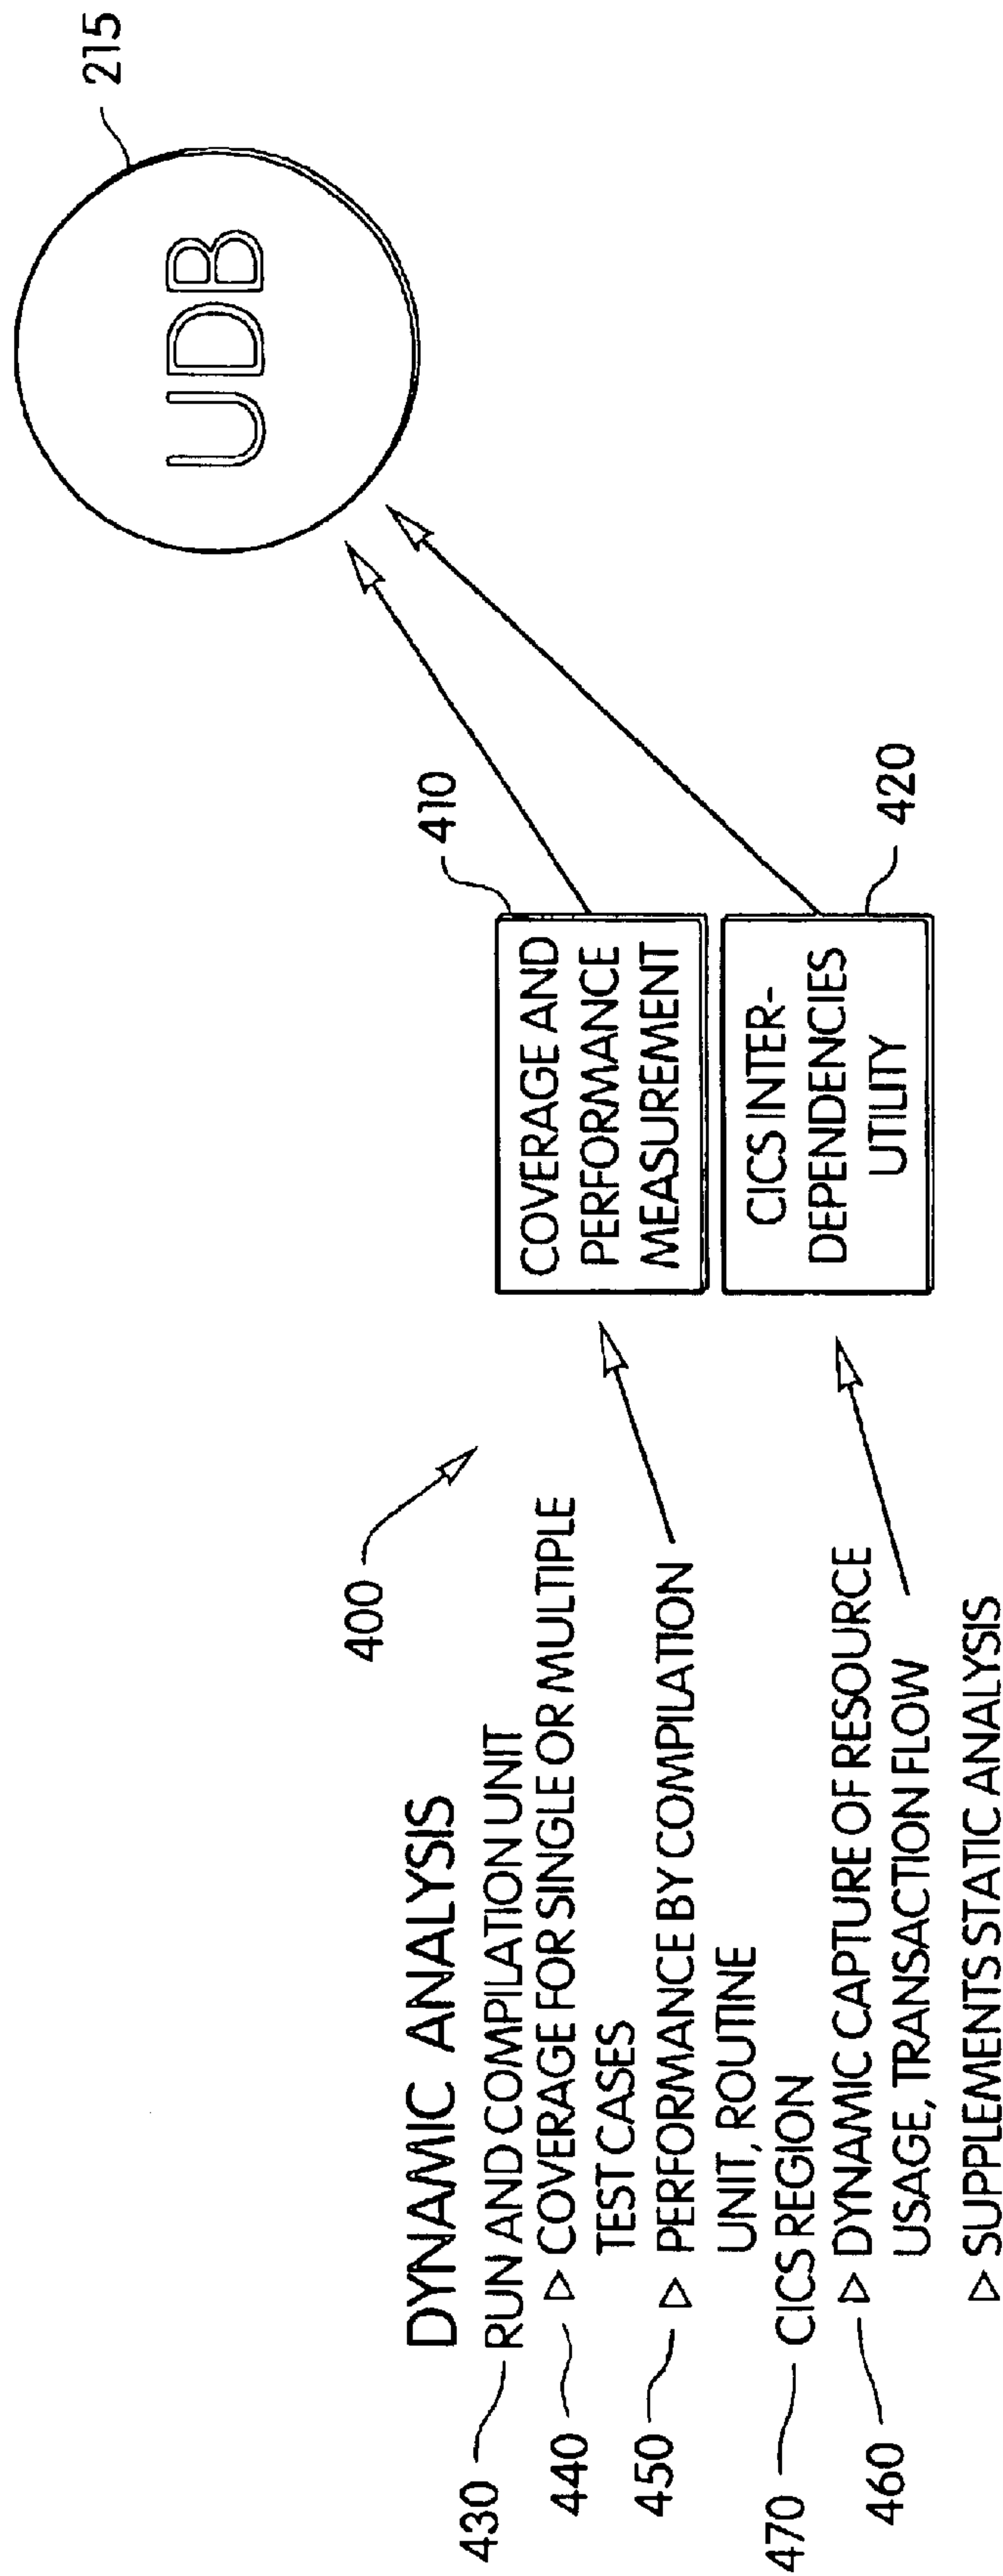 DYNAMIC ANALYSIS
430
RUN AND COMPILATION UNIT
440
▷ COVERAGE FOR SINGLE OR MULTIPLE
TEST CASES
450
▷ PERFORMANCE BY COMPILATION
UNIT, ROUTINE
470
CICS REGION
460
▷ DYNAMIC CAPTURE OF RESOURCE
USAGE, TRANSACTION FLOW
▷ SUPPLEMENTS STATIC ANALYSIS
400
410
COVERAGE AND
PERFORMANCE
MEASUREMENT
CICS INTER-
DEPENDENCIES
UTILITY
420
UDB
215